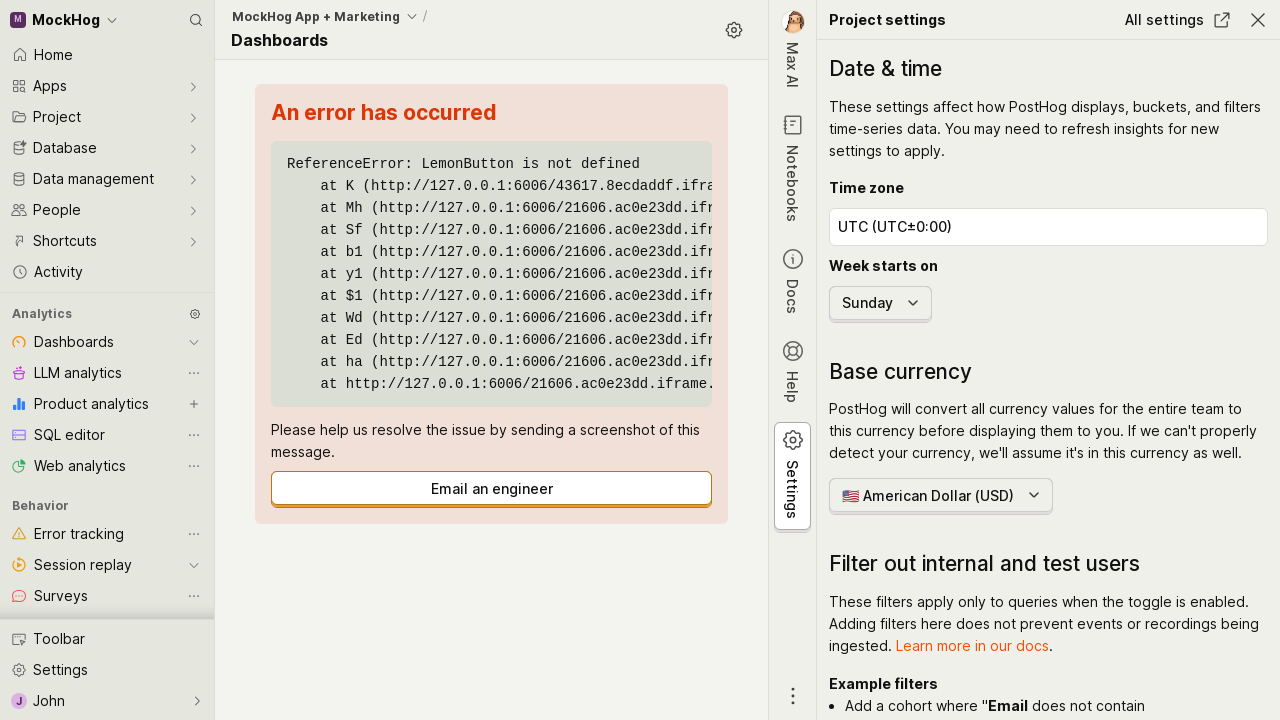 M MockHog
Home
Apps
Project
Database
Data management
People
Shortcuts
Activity
Analytics
Dashboards
LLM analytics
Product analytics
SQL editor
Web analytics
Behavior
Error tracking
Session replay
Surveys
Toolbar
Settings
J John
MockHog App + Marketing /
Dashboards
An error has occurred
ReferenceError: LemonButton is not defined
at K (http://127.0.0.1:6006/43617.8ecdaddf.ifra
at Mh (http://127.0.0.1:6006/21606.ac0e23dd.ifr
at Sf (http://127.0.0.1:6006/21606.ac0e23dd.ifr
at b1 (http://127.0.0.1:6006/21606.ac0e23dd.ifr
at y1 (http://127.0.0.1:6006/21606.ac0e23dd.ifr
at $1 (http://127.0.0.1:6006/21606.ac0e23dd.ifr
at Wd (http://127.0.0.1:6006/21606.ac0e23dd.ifr
at Ed (http://127.0.0.1:6006/21606.ac0e23dd.ifr
at ha (http://127.0.0.1:6006/21606.ac0e23dd.ifr
at http://127.0.0.1:6006/21606.ac0e23dd.iframe.
Please help us resolve the issue by sending a screenshot of this
message.
Email an engineer
Max AI
Notebooks
Docs
Help
Settings
Project settings
All settings
Date & time
These settings affect how PostHog displays, buckets, and filters
time-series data. You may need to refresh insights for new
settings to apply.
Time zone
UTC (UTC±0:00)
Week starts on
Sunday
Base currency
PostHog will convert all currency values for the entire team to
this currency before displaying them to you. If we can't properly
detect your currency, we'll assume it's in this currency as well.
🇺🇸 American Dollar (USD)
Filter out internal and test users
These filters apply only to queries when the toggle is enabled.
Adding filters here does not prevent events or recordings being
ingested. Learn more in our docs.
Example filters
• Add a cohort where "Email does not contain